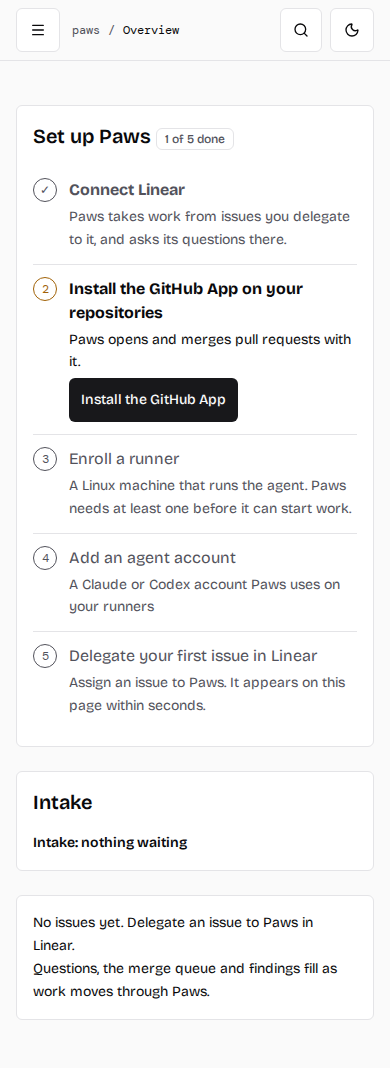 paws / Overview
Set up Paws 1 of 5 done
✓ Connect Linear
Paws takes work from issues you delegate
to it, and asks its questions there.
2 Install the GitHub App on your
repositories
Paws opens and merges pull requests with
it.
Install the GitHub App
3 Enroll a runner
A Linux machine that runs the agent. Paws
needs at least one before it can start work.
4 Add an agent account
A Claude or Codex account Paws uses on
your runners
5 Delegate your first issue in Linear
Assign an issue to Paws. It appears on this
page within seconds.
Intake
Intake: nothing waiting
No issues yet. Delegate an issue to Paws in
Linear.
Questions, the merge queue and findings fill as
work moves through Paws.